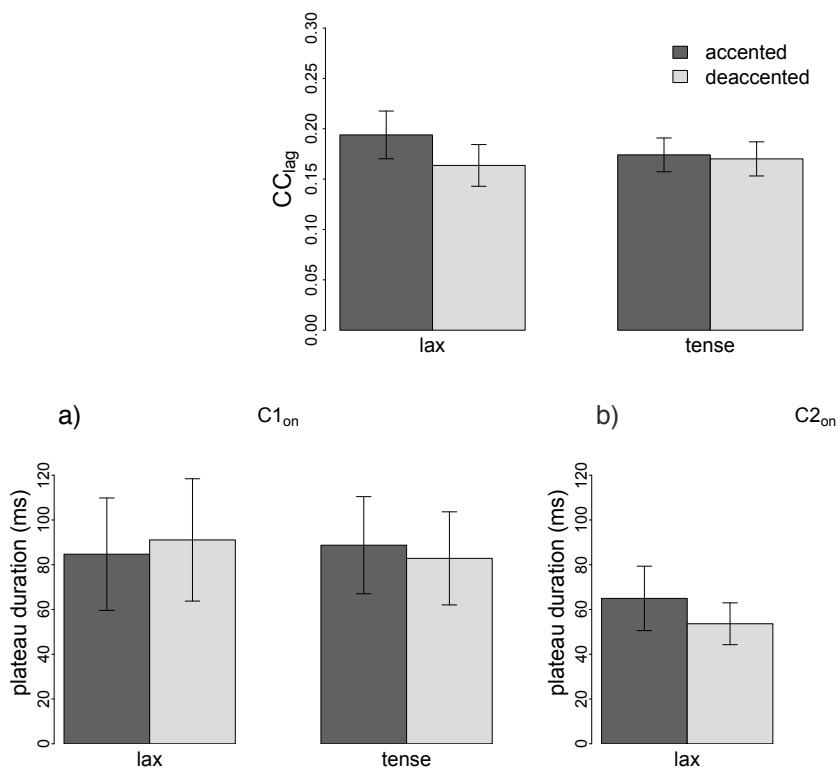 0.00 0.05 0.10 0.15 0.20 0.25 0.30
CC_lag
accented
deaccented
lax tense
a) C1_on
0 20 40 60 80 100 120
plateau duration (ms)
lax tense
b) C2_on
0 20 40 60 80 100 120
plateau duration (ms)
lax